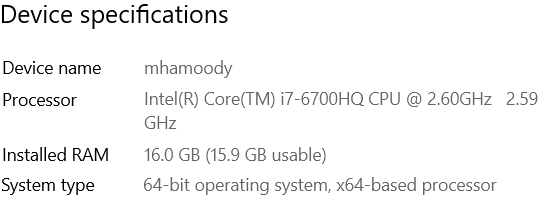 Device specifications
Device name mhamoody
Processor Intel(R) Core(TM) i7-6700HQ CPU @ 2.60GHz 2.59
GHz
Installed RAM 16.0 GB (15.9 GB usable)
System type 64-bit operating system, x64-based processor